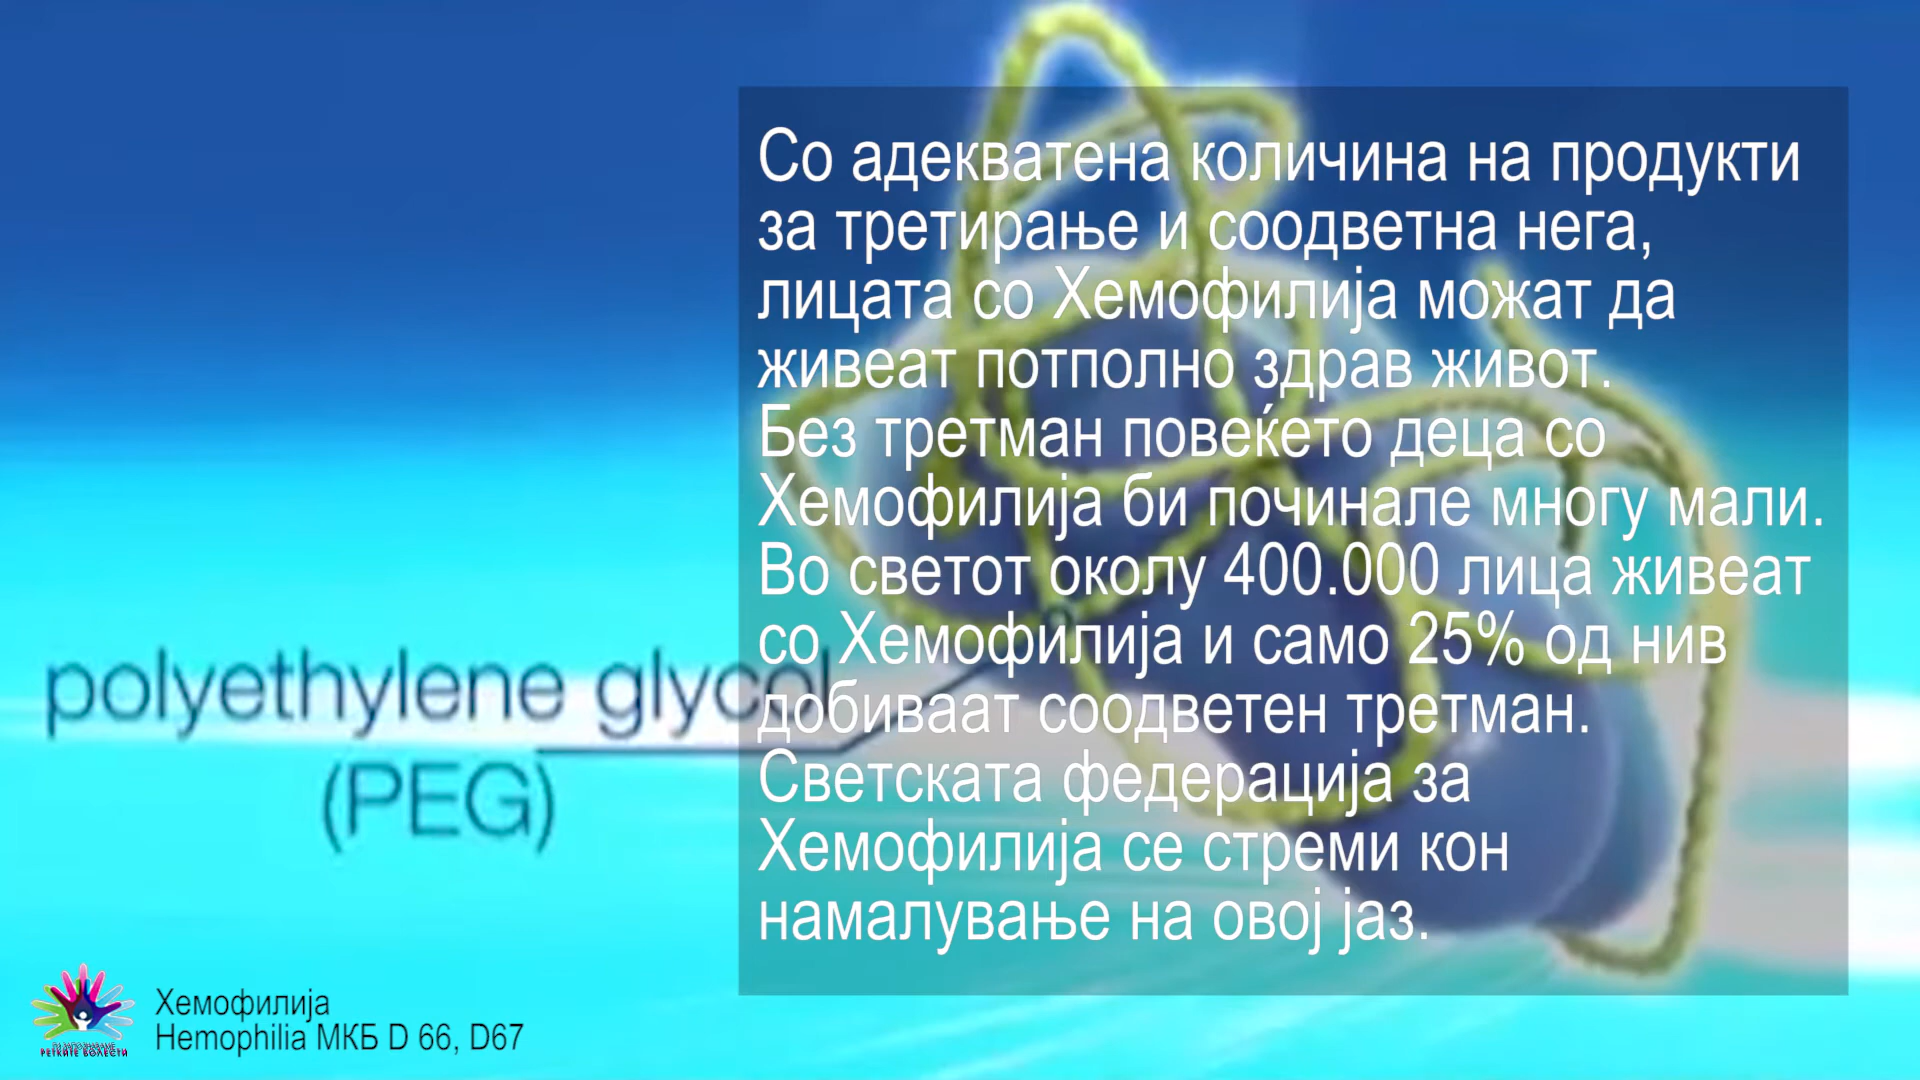 Со адекватена количина на продукти
за третирање и соодветна нега,
лицата со Хемофилија можат да
живеат потполно здрав живот.
Без третман повеќето деца со
Хемофилија би починале многу мали.
Во светот околу 400.000 лица живеат
со Хемофилија и само 25% од нив
добиваат соодветен третман.
Светската федерација за
Хемофилија се стреми кон
намалување на овој јаз.
polyethylene glycol
(PEG)
Хемофилија
Hemophilia МКБ D 66, D67
РЕТКИТЕ БОЛЕСТИ